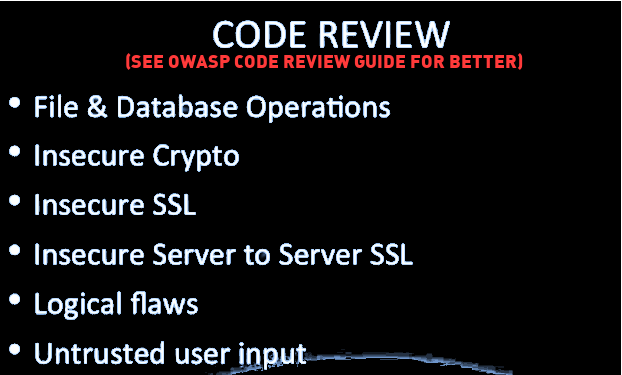 CODE REVIEW
(SEE OWASP CODE REVIEW GUIDE FOR BETTER)
• File & Database Operations
• Insecure Crypto
• Insecure SSL
• Insecure Server to Server SSL
• Logical flaws
• Untrusted user input